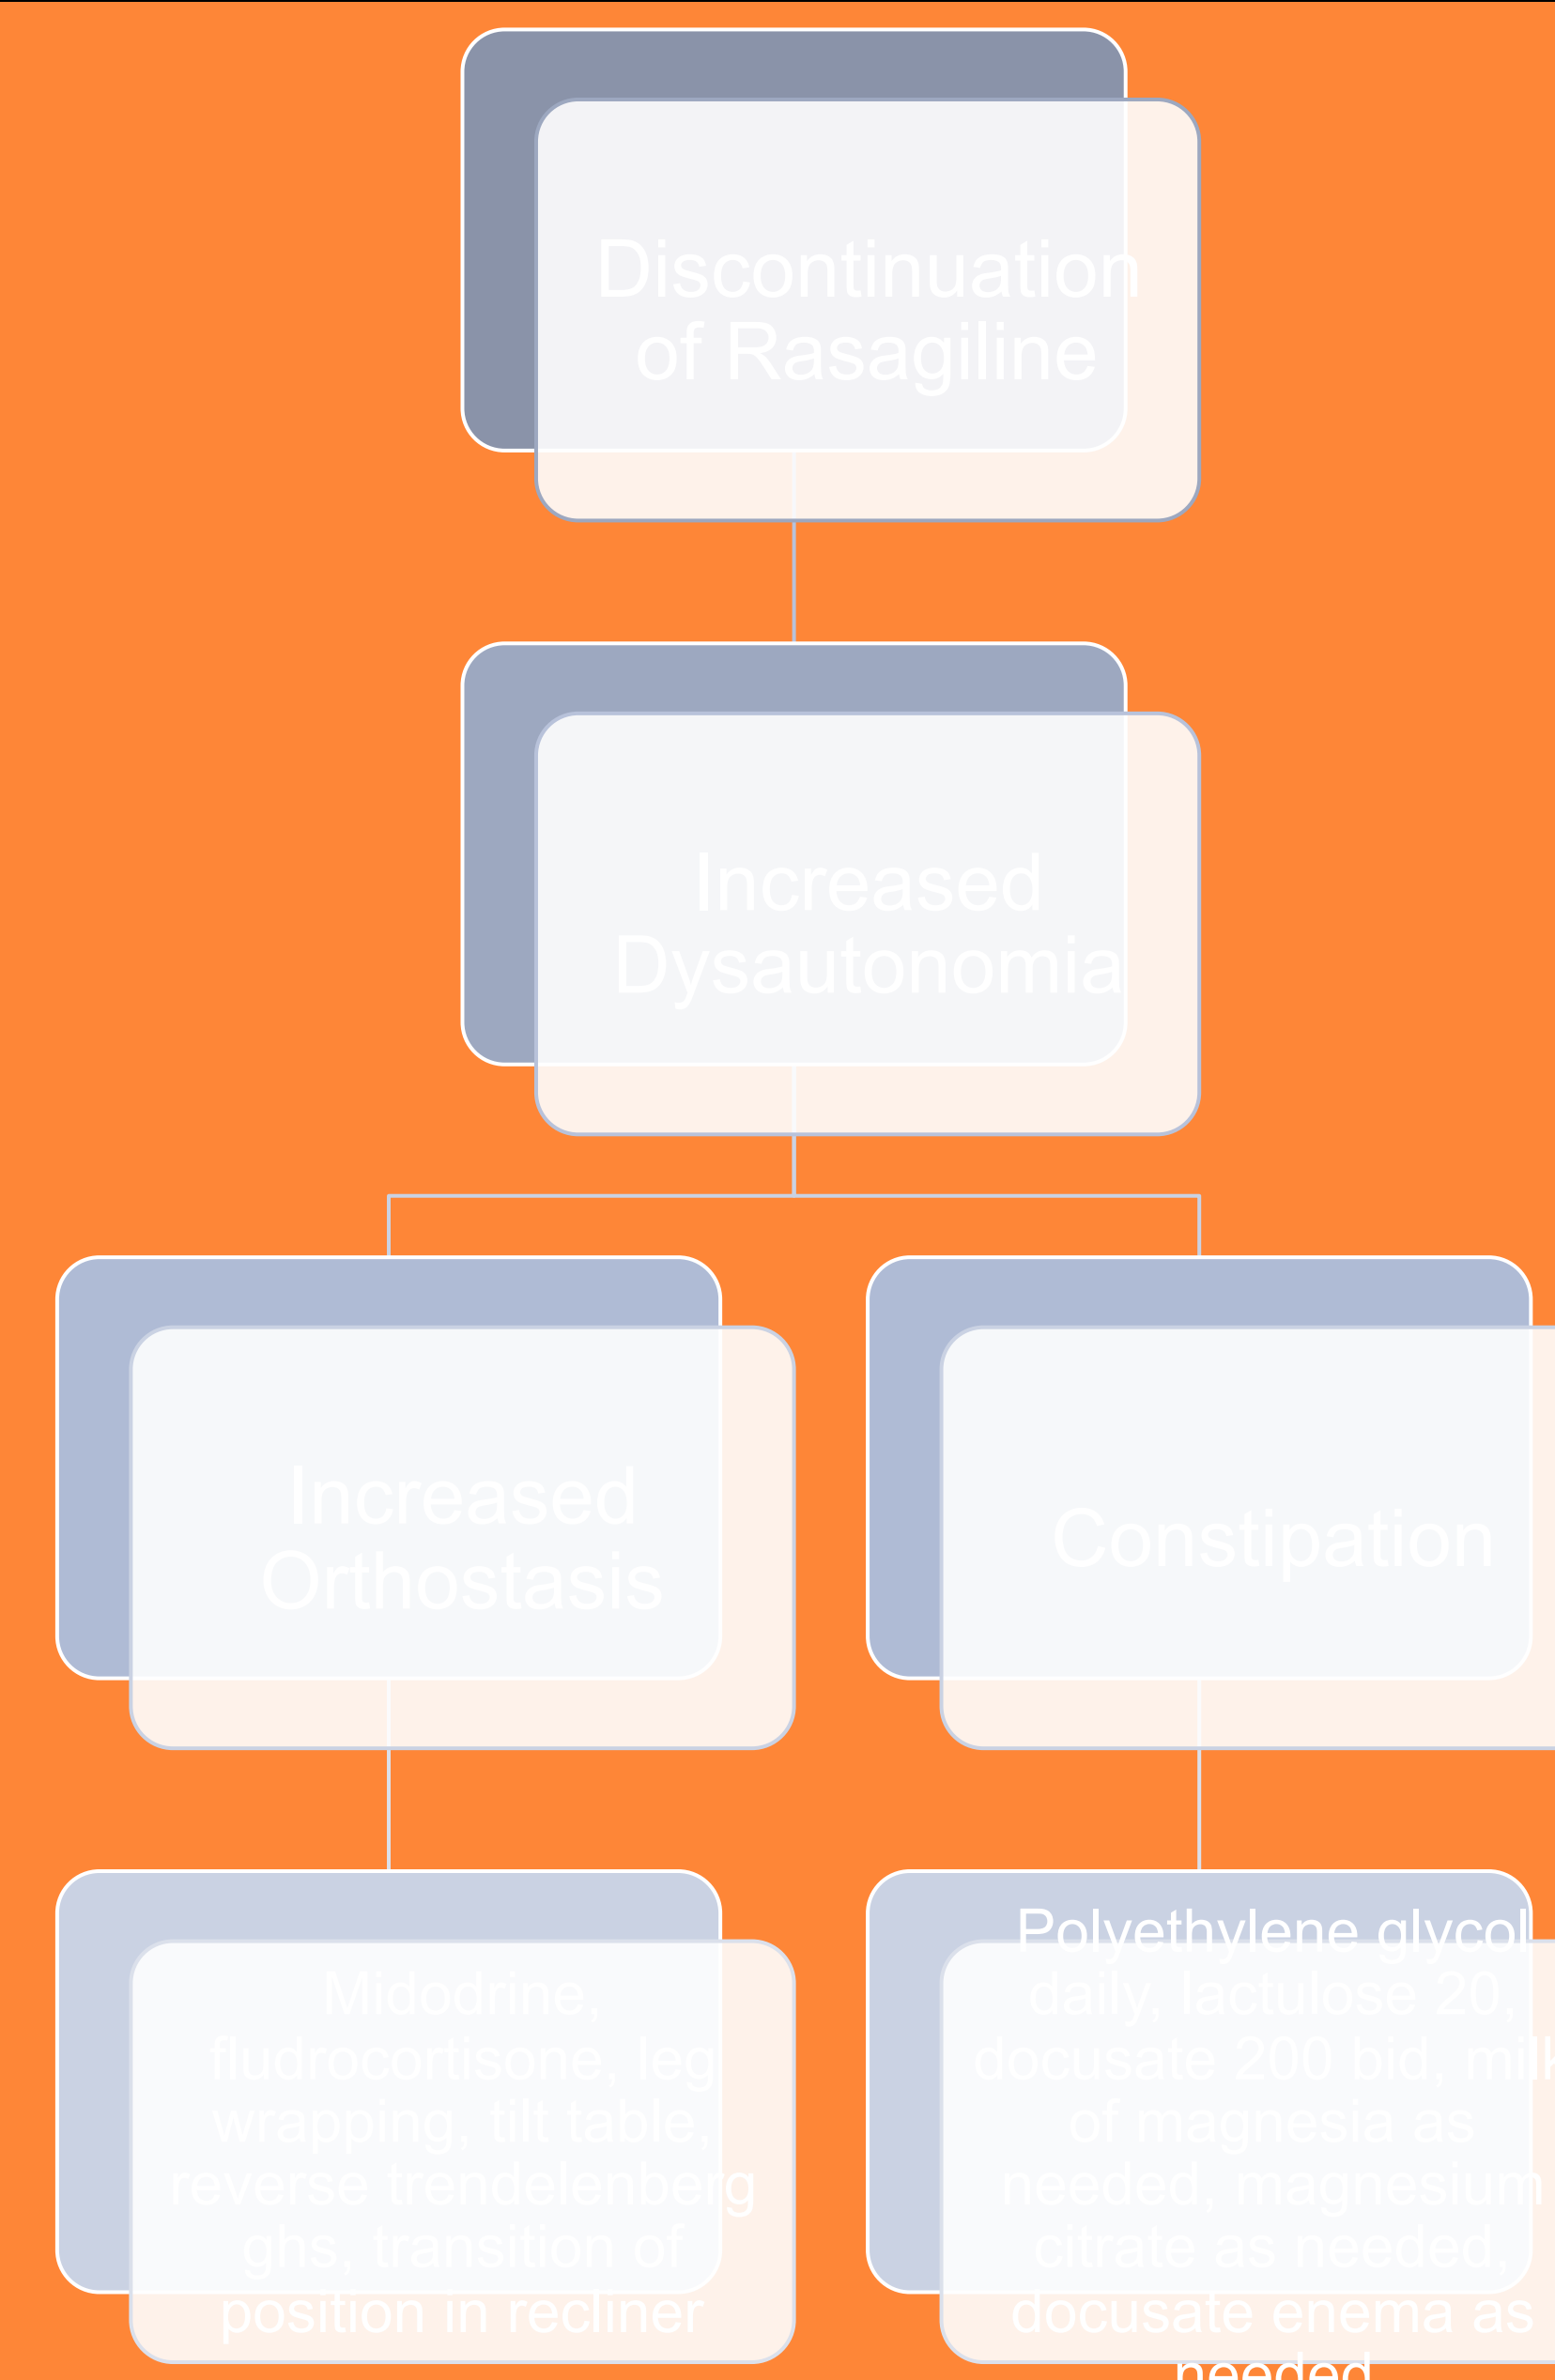 Discontinuation
of Rasagiline
Increased
Dysautonomia
Increased
Orthostasis
Constipation
Midodrine,
fludrocortisone, leg
wrapping, tilt table,
reverse trendelenberg
qhs, transition of
position in recliner
Polyethylene glycol
daily, lactulose 20,
docusate 200 bid, milk
of magnesia as
needed, magnesium
citrate as needed,
docusate enema as
needed